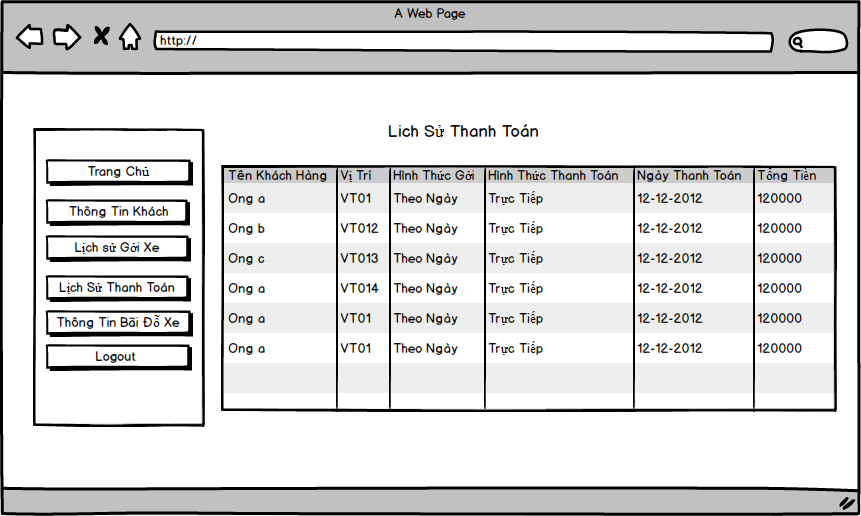 A Web Page
http://
Lich Sử Thanh Toán
Trang Chủ
Thông Tin Khách
Lịch sử Gởi Xe
Lịch Sử Thanh Toán
Thông Tin Bãi Đỗ Xe
Logout
Tên Khách Hàng Vị Trí Hình Thức Gởi Hình Thức Thanh Toán Ngày Thanh Toán Tổng Tiền
Ong a VT01 Theo Ngày Trực Tiếp 12-12-2012 120000
Ong b VT012 Theo Ngày Trực Tiếp 12-12-2012 120000
Ong c VT013 Theo Ngày Trực Tiếp 12-12-2012 120000
Ong a VT014 Theo Ngày Trực Tiếp 12-12-2012 120000
Ong a VT01 Theo Ngày Trực Tiếp 12-12-2012 120000
Ong a VT01 Theo Ngày Trực Tiếp 12-12-2012 120000